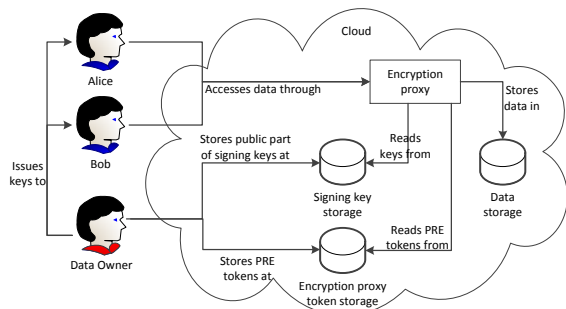 Cloud
Alice
Accesses data through
Encryption
proxy
Stores
data in
Bob
Issues
keys to
Stores public part
of signing keys at
Reads
keys from
Signing key
storage
Data
storage
Data Owner
Stores PRE
tokens at
Reads PRE
tokens from
Encryption proxy
token storage